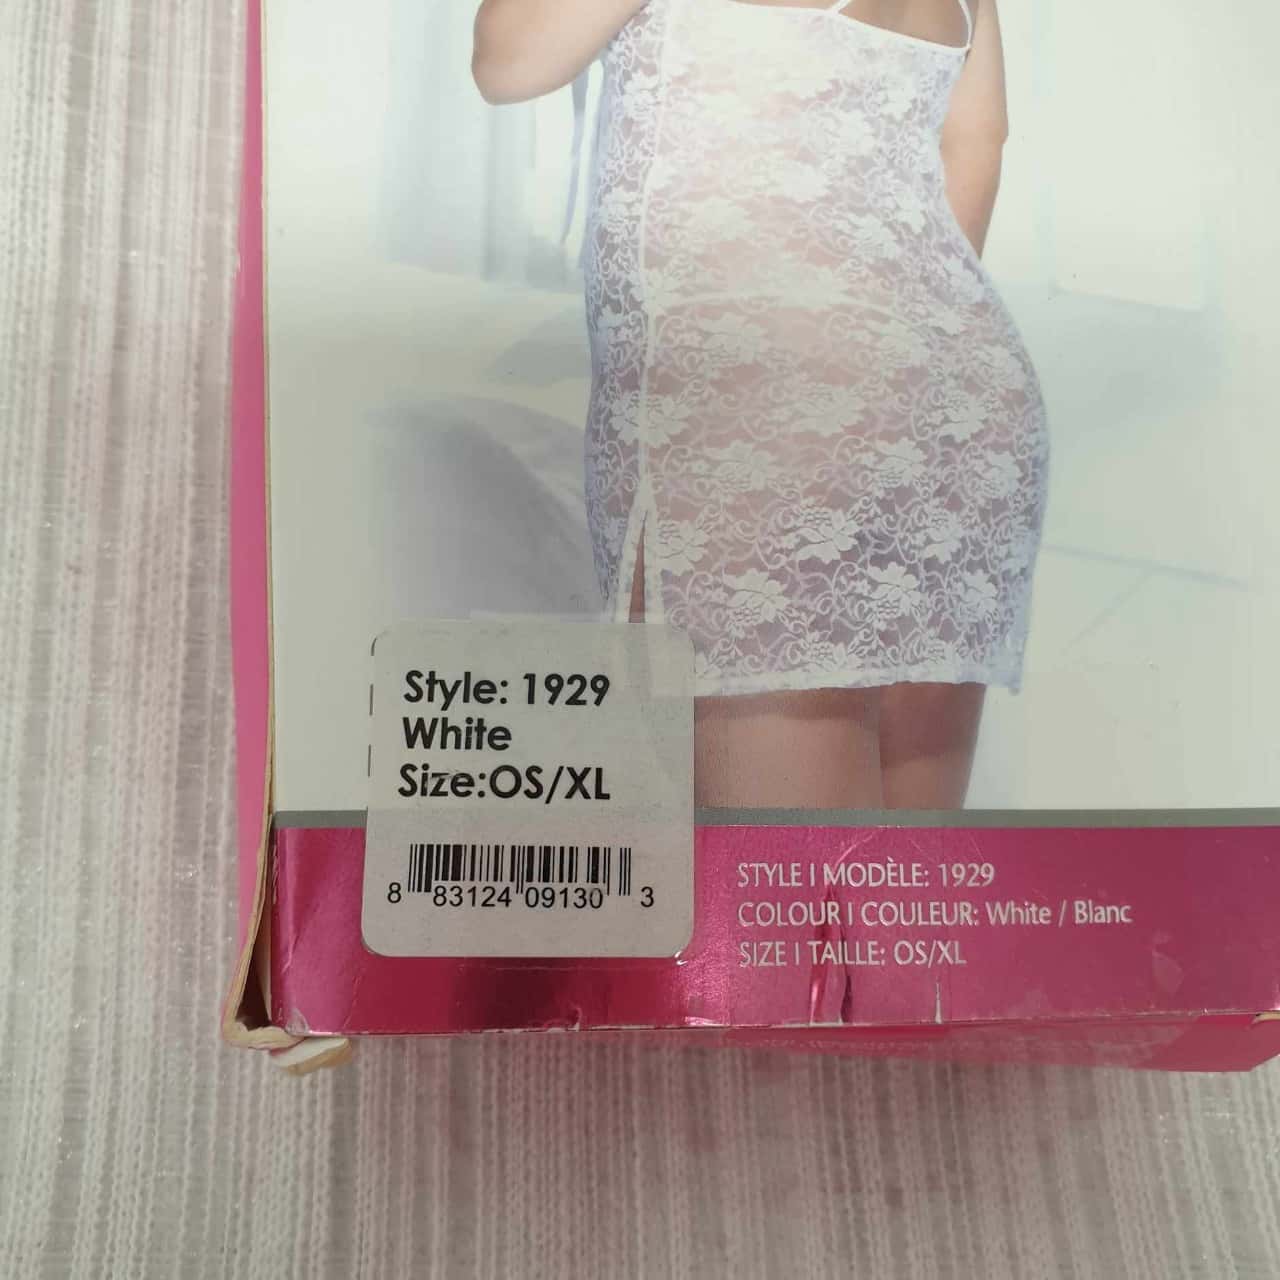 Style: 1929
White
Size:OS/XL
8 83124 09130 3
STYLE | MODÈLE: 1929
COLOUR | COULEUR: White / Blanc
SIZE | TAILLE: OS/XL